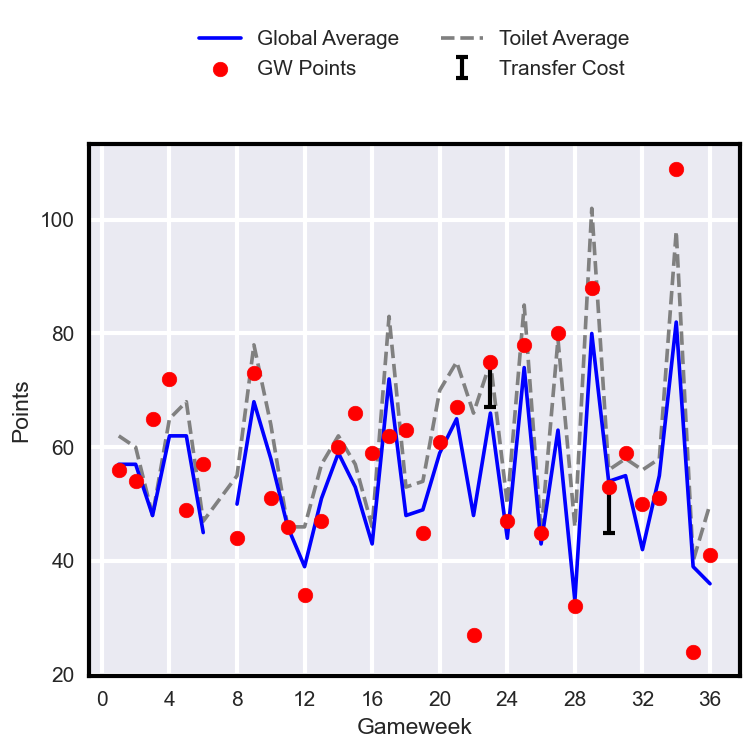 Global Average
GW Points
Toilet Average
Transfer Cost
100
80
60
40
20
Points
0 4 8 12 16 20 24 28 32 36
Gameweek